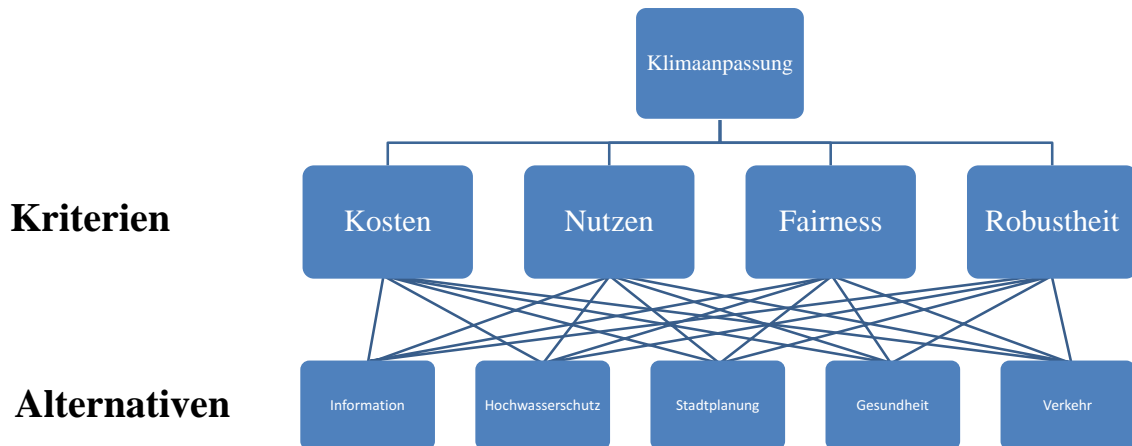 Klimaanpassung
Kriterien
Kosten
Nutzen
Fairness
Robustheit
Alternativen
Information
Hochwasserschutz
Stadtplanung
Gesundheit
Verkehr